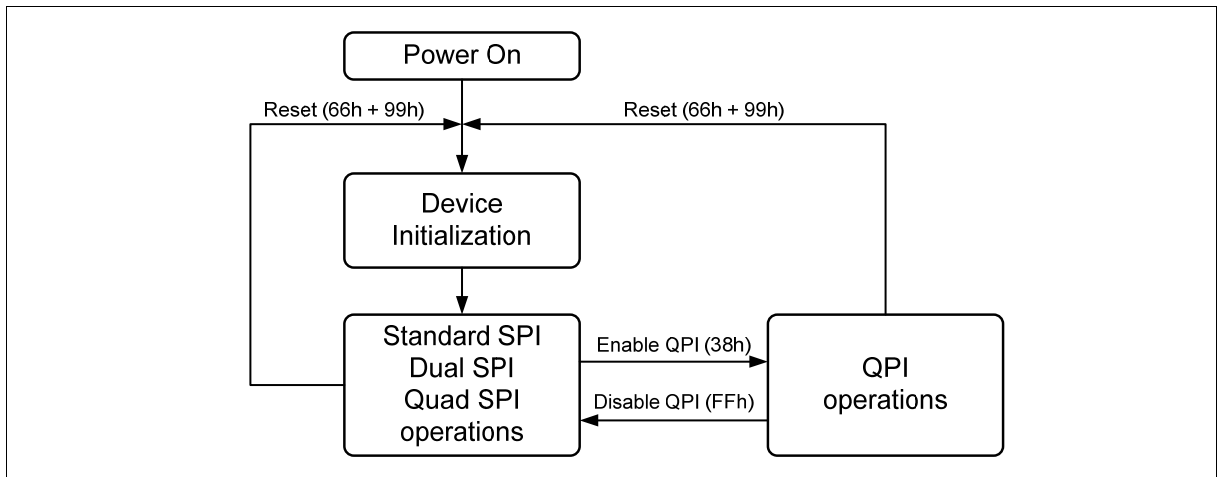 Power On
Reset (66h + 99h)
Reset (66h + 99h)
Device
Initialization
Standard SPI
Dual SPI
Quad SPI
operations
Enable QPI (38h)
Disable QPI (FFh)
QPI
operations